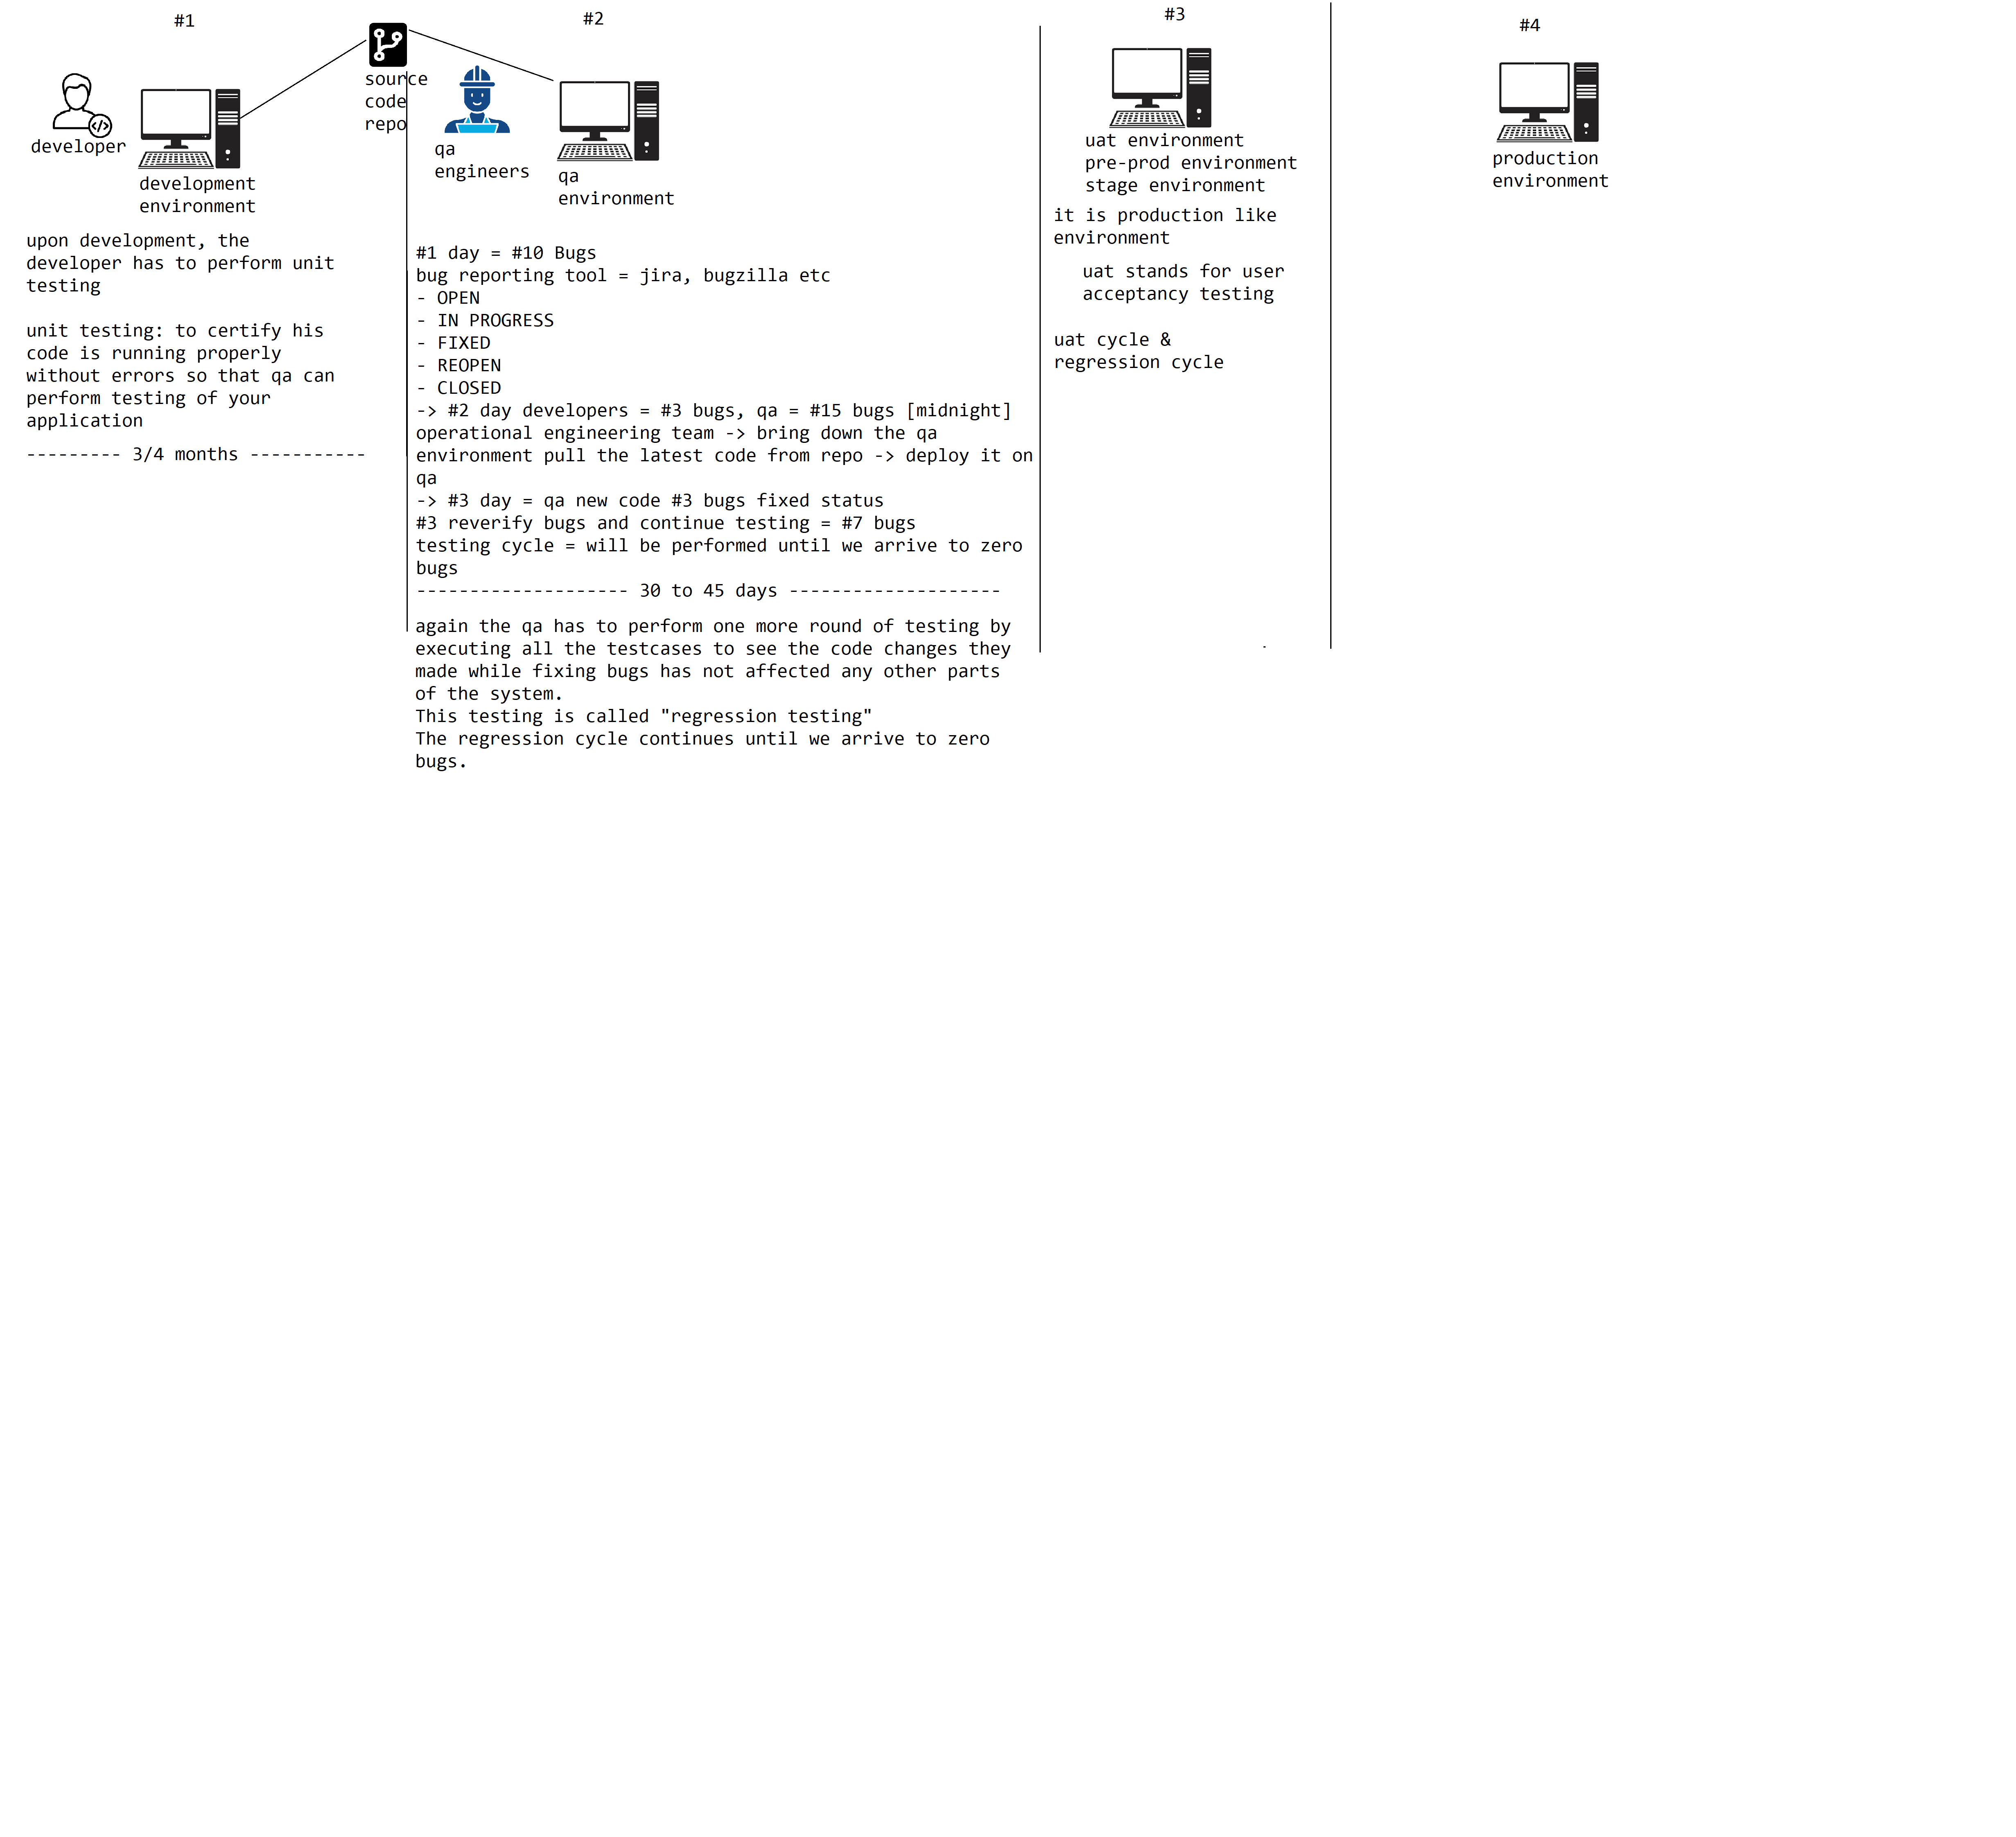 #1
developer
development
environment
upon development, the
developer has to perform unit
testing
unit testing: to certify his
code is running properly
without errors so that qa can
perform testing of your
application
--------- 3/4 months -----------
source
code
repo
#2
qa
engineers
qa
environment
#1 day = #10 Bugs
bug reporting tool = jira, bugzilla etc
- OPEN
- IN PROGRESS
- FIXED
- REOPEN
- CLOSED
-> #2 day developers = #3 bugs, qa = #15 bugs [midnight]
operational engineering team -> bring down the qa
environment pull the latest code from repo -> deploy it on
qa
-> #3 day = qa new code #3 bugs fixed status
#3 reverify bugs and continue testing = #7 bugs
testing cycle = will be performed until we arrive to zero
bugs
-------------------- 30 to 45 days --------------------
again the qa has to perform one more round of testing by
executing all the testcases to see the code changes they
made while fixing bugs has not affected any other parts
of the system.
This testing is called "regression testing"
The regression cycle continues until we arrive to zero
bugs.
#3
uat environment
pre-prod environment
stage environment
it is production like
environment
uat stands for user
acceptancy testing
uat cycle &
regression cycle
#4
production
environment